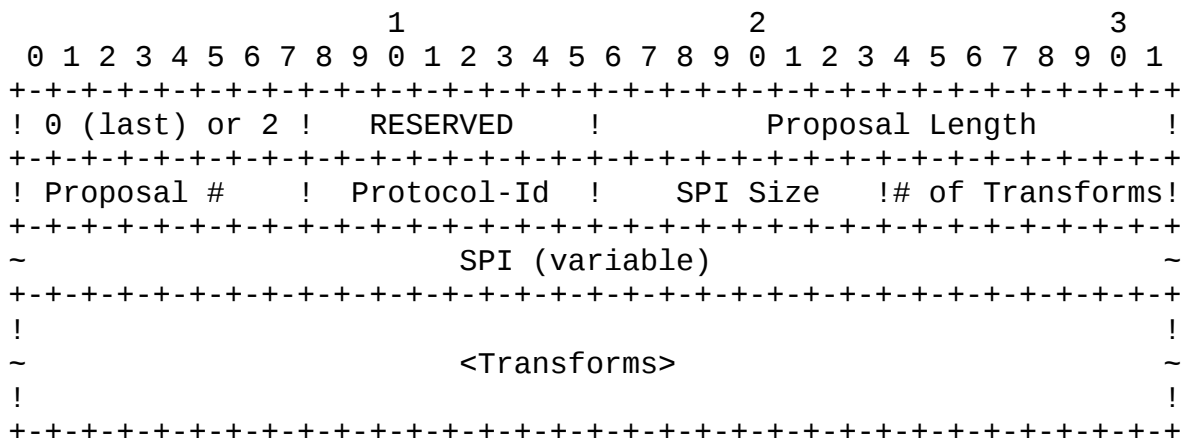 1                   2                   3
 0 1 2 3 4 5 6 7 8 9 0 1 2 3 4 5 6 7 8 9 0 1 2 3 4 5 6 7 8 9 0 1
+-+-+-+-+-+-+-+-+-+-+-+-+-+-+-+-+-+-+-+-+-+-+-+-+-+-+-+-+-+-+-+-+
! 0 (last) or 2 !   RESERVED    !         Proposal Length       !
+-+-+-+-+-+-+-+-+-+-+-+-+-+-+-+-+-+-+-+-+-+-+-+-+-+-+-+-+-+-+-+-+
! Proposal #    !  Protocol-Id  !    SPI Size   !# of Transforms!
+-+-+-+-+-+-+-+-+-+-+-+-+-+-+-+-+-+-+-+-+-+-+-+-+-+-+-+-+-+-+-+-+
~                        SPI (variable)                         ~
+-+-+-+-+-+-+-+-+-+-+-+-+-+-+-+-+-+-+-+-+-+-+-+-+-+-+-+-+-+-+-+-+
!                                                               !
~                        <Transforms>                           ~
!                                                               !
+-+-+-+-+-+-+-+-+-+-+-+-+-+-+-+-+-+-+-+-+-+-+-+-+-+-+-+-+-+-+-+-+